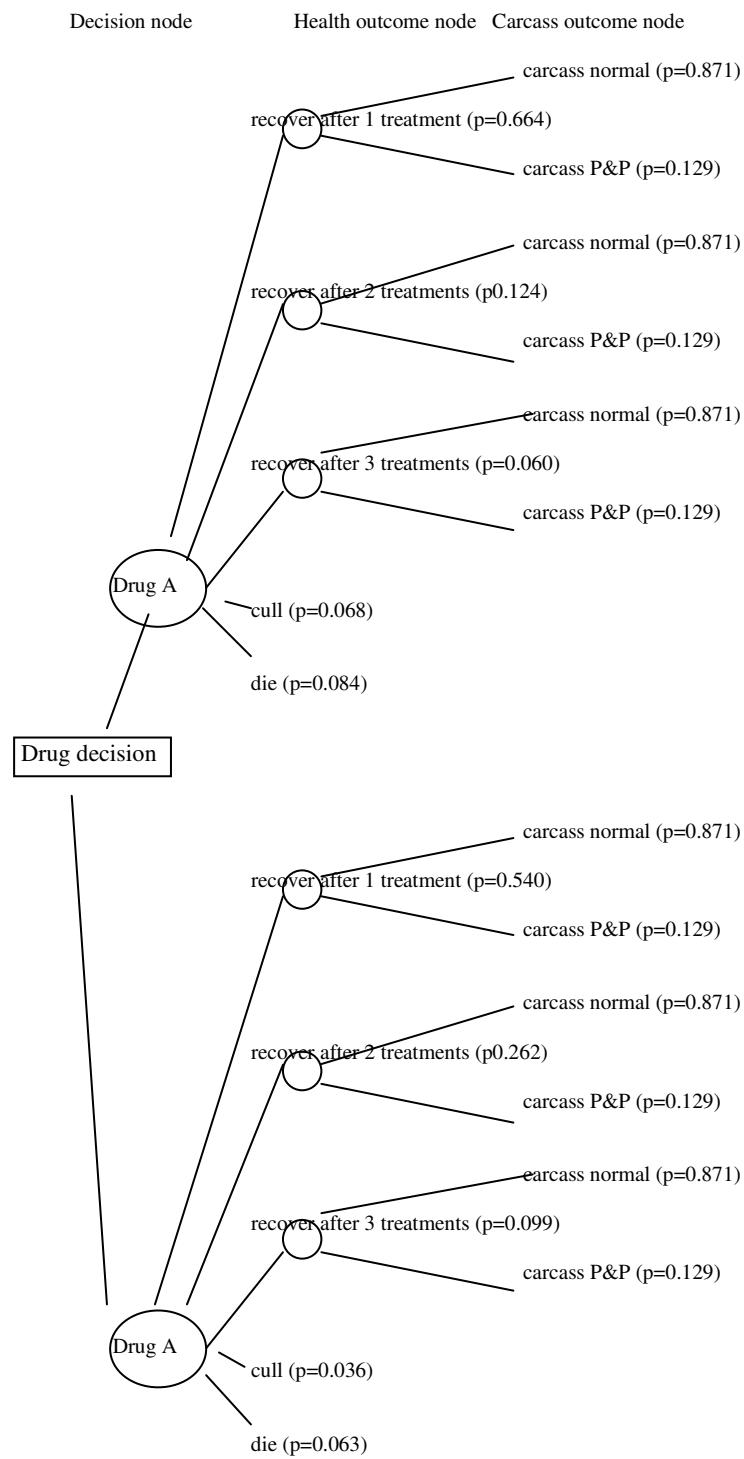 Decision node Health outcome node Carcass outcome node
carcass normal (p=0.871)
recover after 1 treatment (p=0.664)
carcass P&P (p=0.129)
carcass normal (p=0.871)
recover after 2 treatments (p0.124)
carcass P&P (p=0.129)
carcass normal (p=0.871)
recover after 3 treatments (p=0.060)
carcass P&P (p=0.129)
Drug A
cull (p=0.068)
die (p=0.084)
Drug decision
carcass normal (p=0.871)
recover after 1 treatment (p=0.540)
carcass P&P (p=0.129)
carcass normal (p=0.871)
recover after 2 treatments (p0.262)
carcass P&P (p=0.129)
carcass normal (p=0.871)
recover after 3 treatments (p=0.099)
carcass P&P (p=0.129)
Drug A
cull (p=0.036)
die (p=0.063)